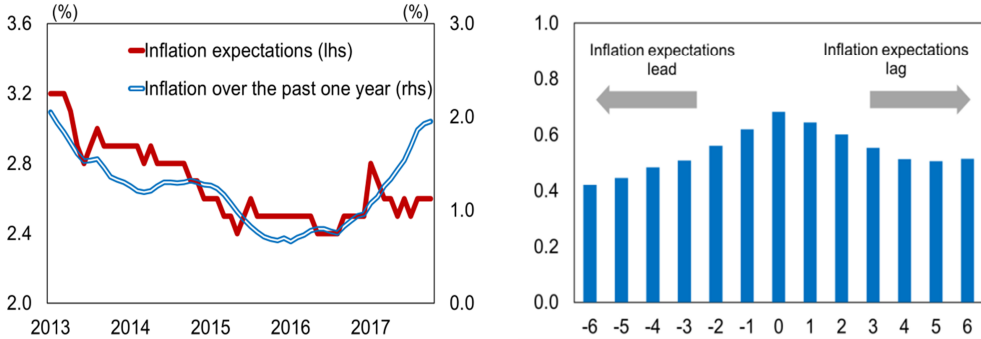 (%)
(%)
3.6
3.2
2.8
2.4
2.0
Inflation expectations (lhs)
Inflation over the past one year (rhs)
3.0
2.0
1.0
0.0
2013 2014 2015 2016 2017
1.0
0.8
0.6
0.4
0.2
0.0
Inflation expectations
lead
Inflation expectations
lag
-6 -5 -4 -3 -2 -1 0 1 2 3 4 5 6